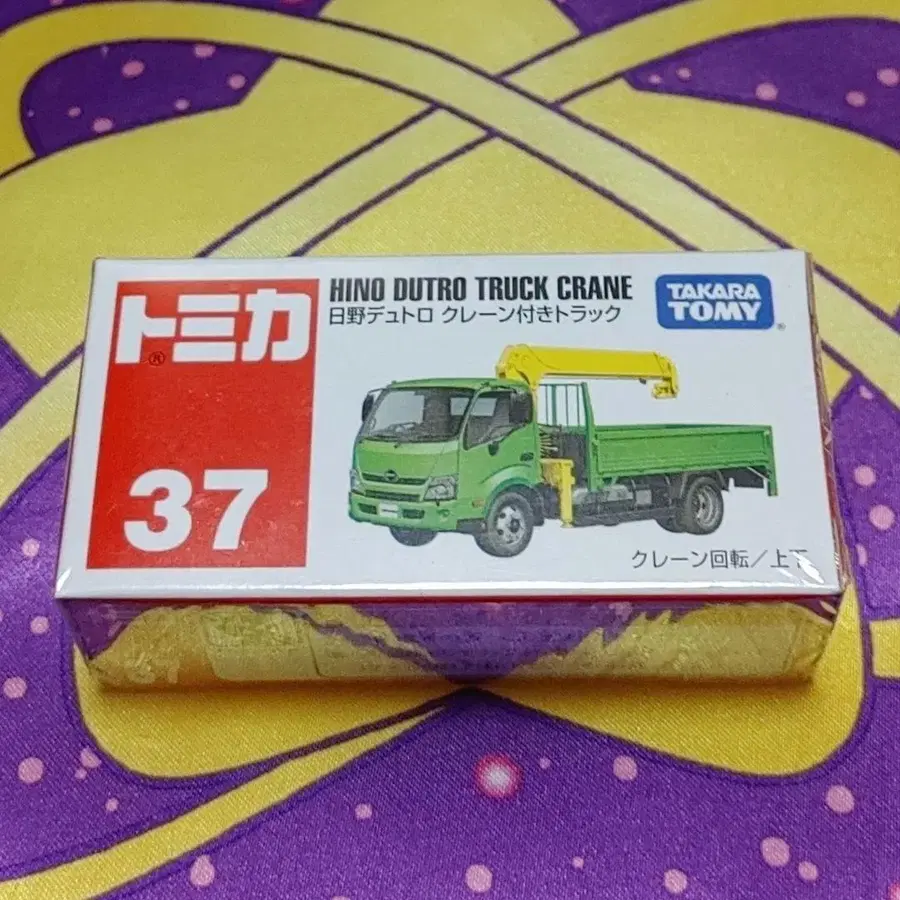 トミカ®
37
HINO DUTRO TRUCK CRANE
日野デュトロ クレーン付きトラック
TAKARA
TOMY®
クレーン回転/上下